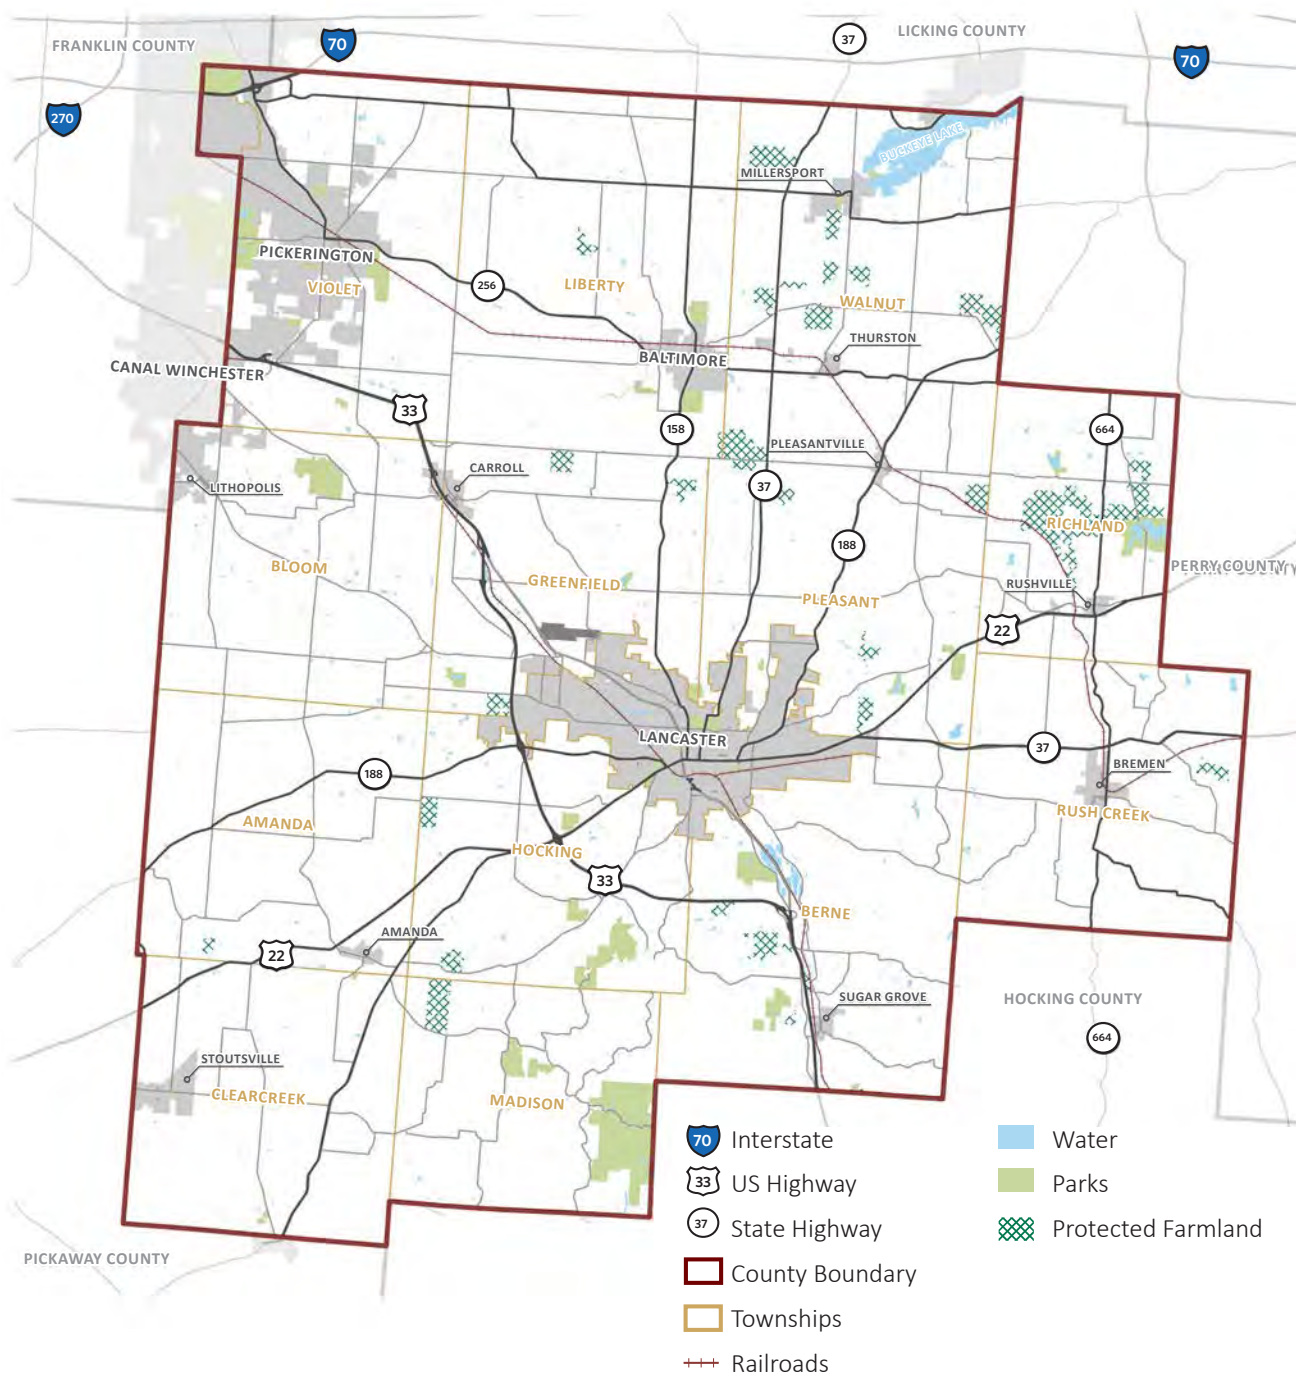 FRANKLIN COUNTY
70
37
LICKING COUNTY
70
270
BUCKEYE LAKE
MILLERSPORT
PICKERINGTON
VIOLET
256
LIBERTY
WALNUT
THURSTON
BALTIMORE
CANAL WINCHESTER
33
158
664
PLEASANTVILLE
CARROLL
LITHOPOLIS
37
RICHLAND
188
BLOOM
GREENFIELD
PERRY COUNTY
RUSHVILLE
PLEASANT
22
LANCASTER
37
188
BREMEN
AMANDA
RUSH CREEK
HOCKING
33
BERNE
AMANDA
22
SUGAR GROVE
HOCKING COUNTY
664
STOUTSVILLE
CLEARCREEK
MADISON
70 Interstate
Water
33 US Highway
Parks
37 State Highway
Protected Farmland
PICKAWAY COUNTY
County Boundary
Townships
Railroads